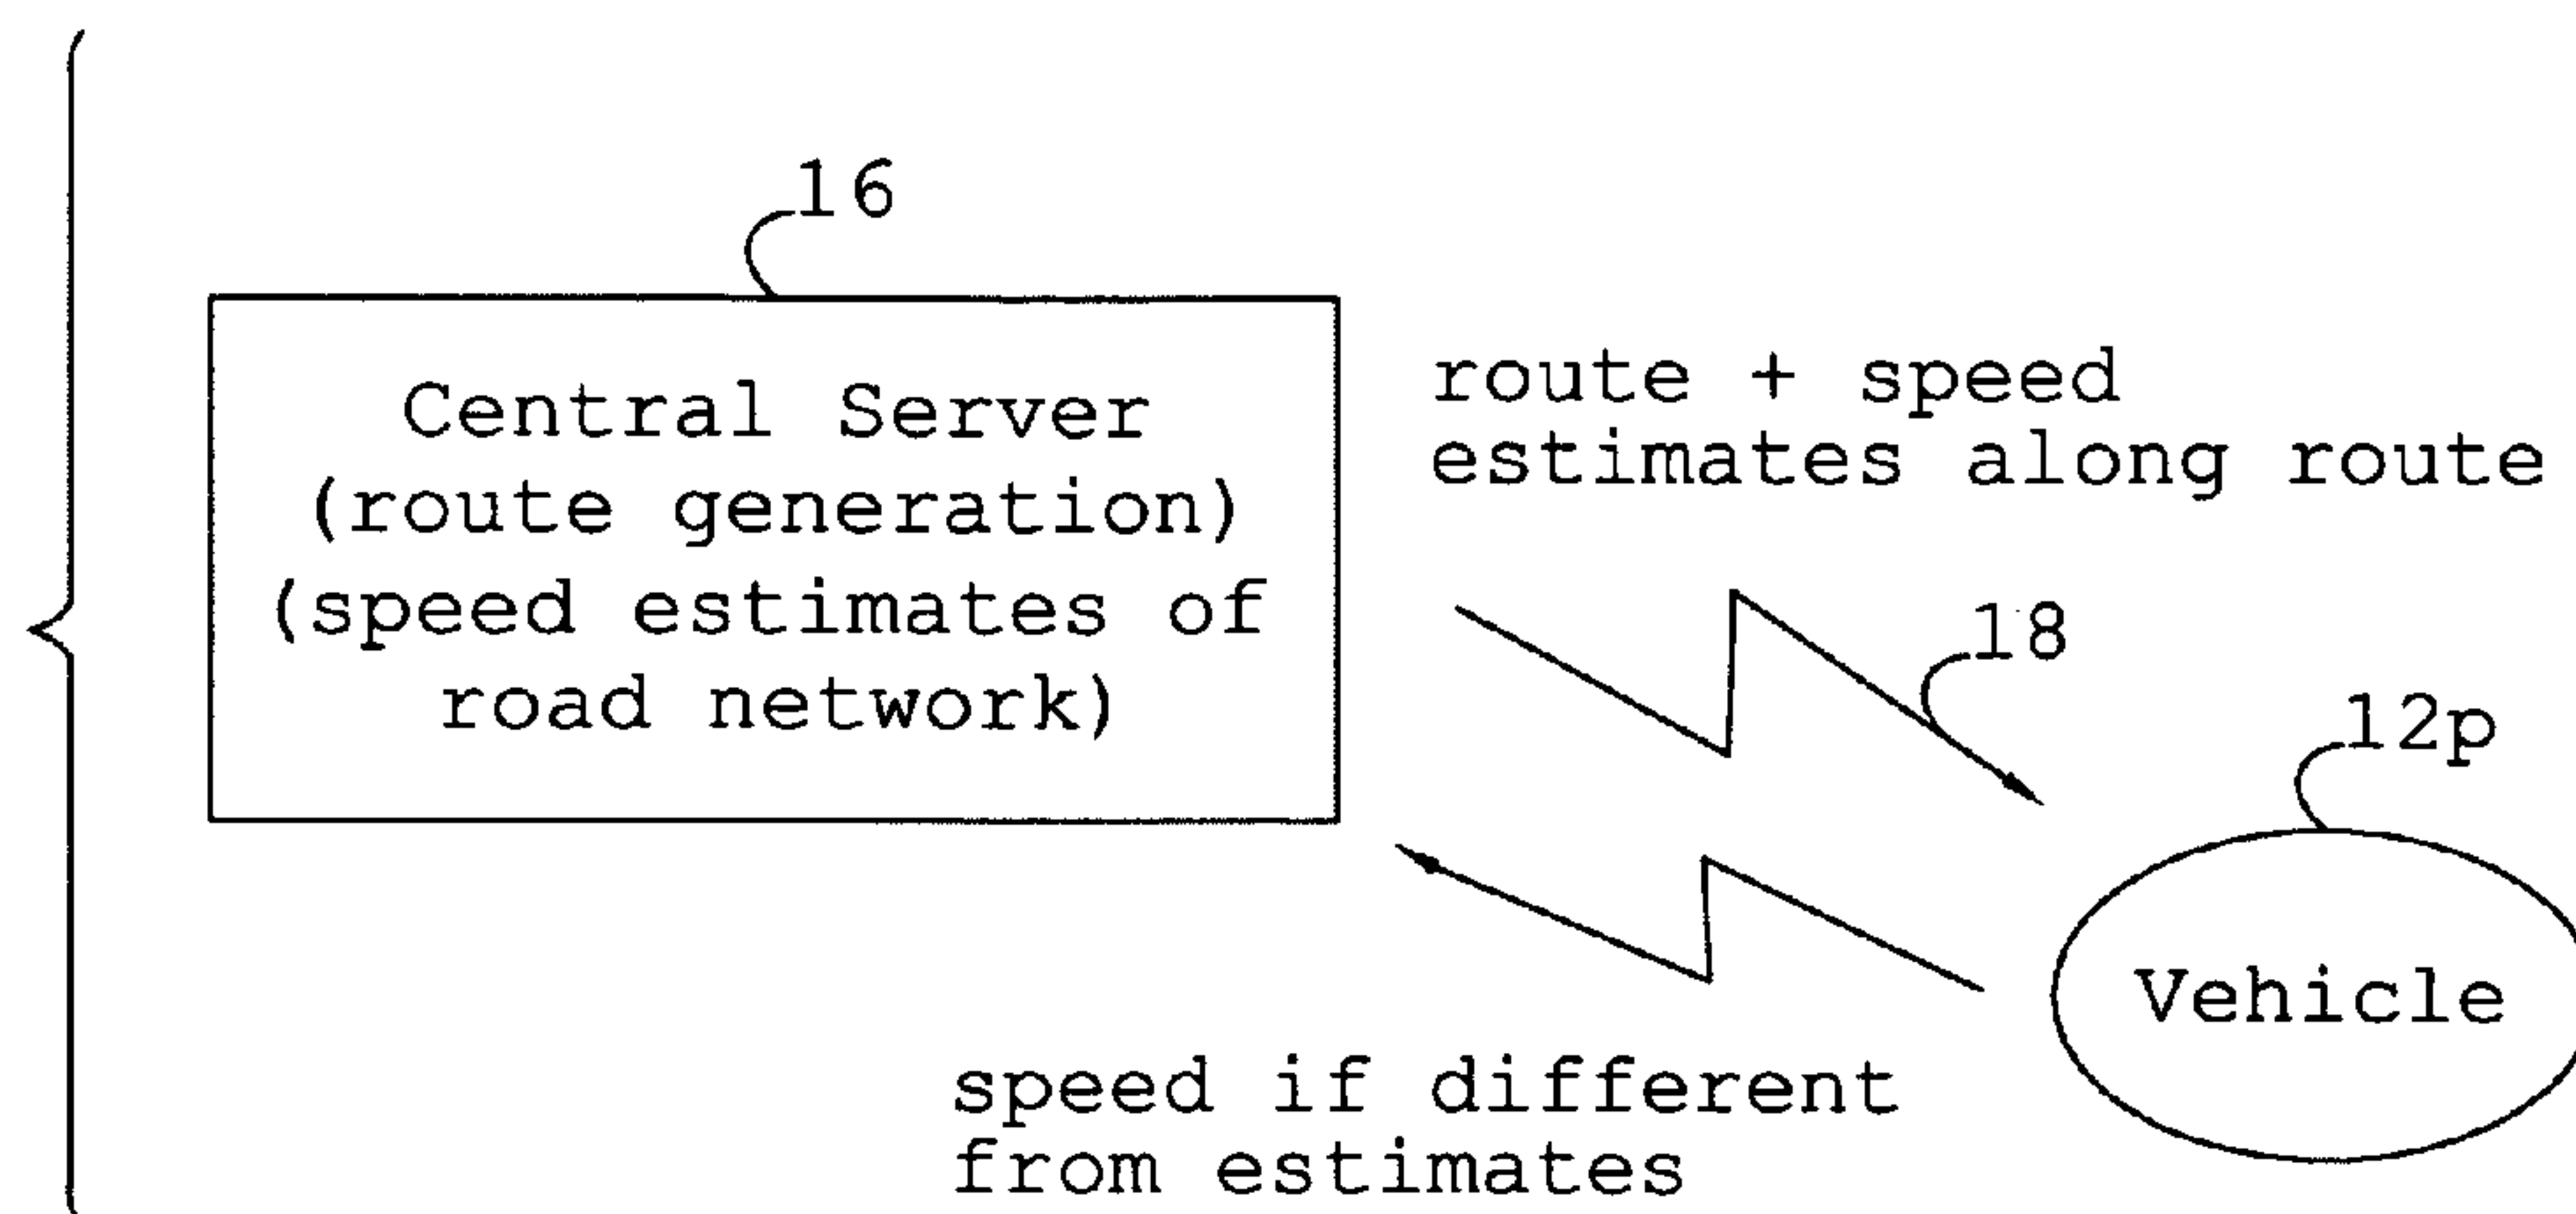 16
Central Server
(route generation)
(speed estimates of
road network)
route + speed
estimates along route
18
12p
Vehicle
speed if different
from estimates